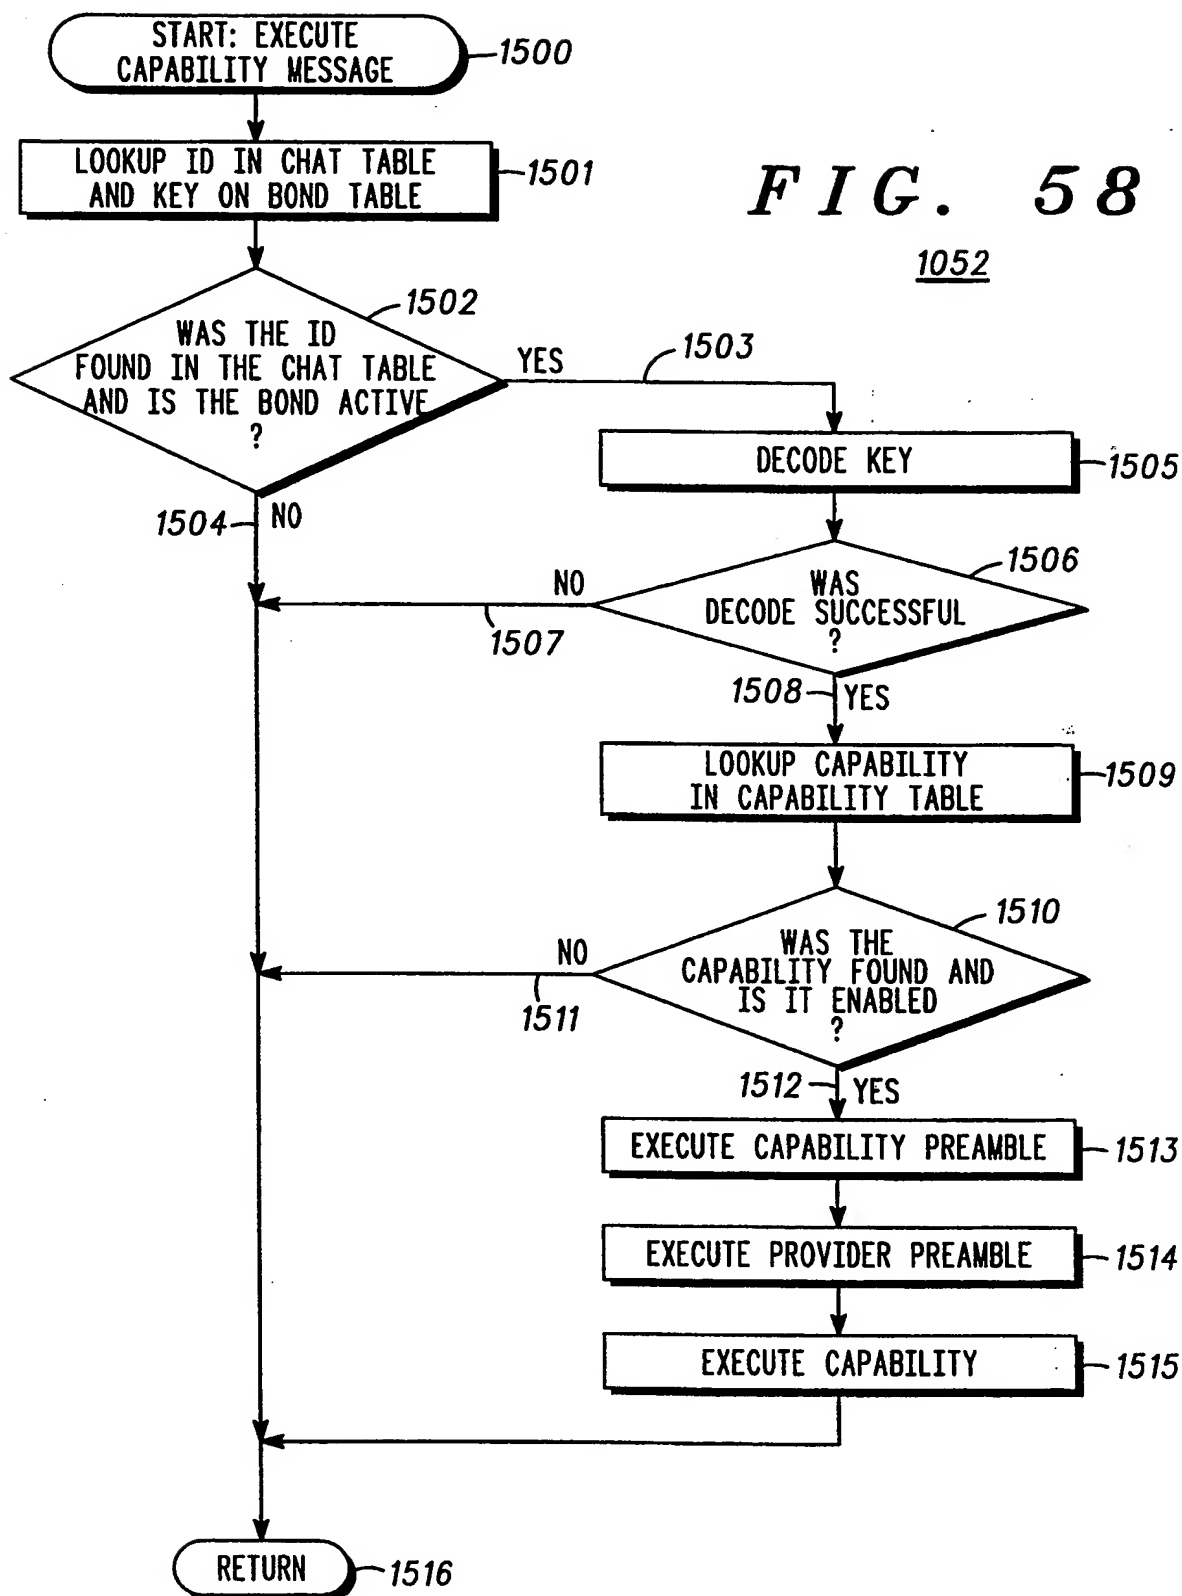 START: EXECUTE
CAPABILITY MESSAGE
1500
LOOKUP ID IN CHAT TABLE
AND KEY ON BOND TABLE
1501
FIG. 58
1052
WAS THE ID
FOUND IN THE CHAT TABLE
AND IS THE BOND ACTIVE
?
1502
YES
1503
NO
1504
DECODE KEY
1505
WAS
DECODE SUCCESSFUL
?
1506
NO
1507
1508
YES
LOOKUP CAPABILITY
IN CAPABILITY TABLE
1509
WAS THE
CAPABILITY FOUND AND
IS IT ENABLED
?
1510
NO
1511
1512
YES
EXECUTE CAPABILITY PREAMBLE
1513
EXECUTE PROVIDER PREAMBLE
1514
EXECUTE CAPABILITY
1515
RETURN
1516